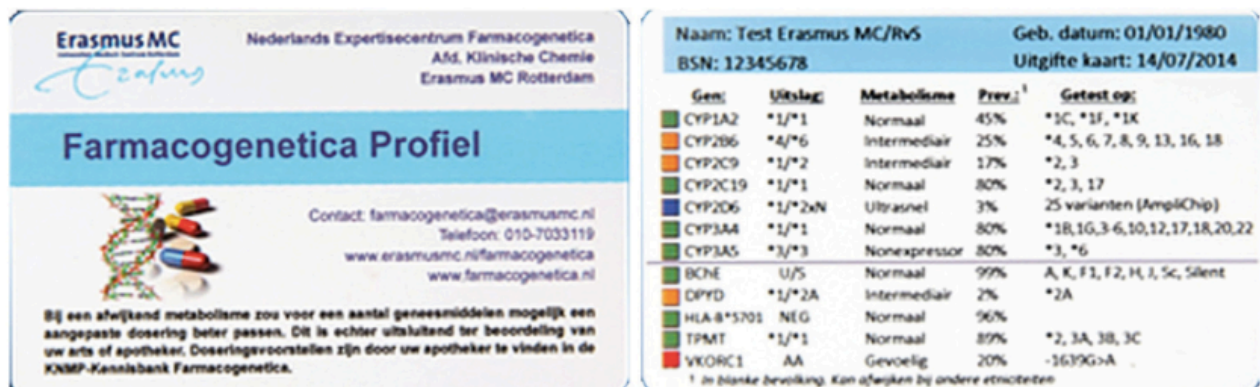 Erasmus MC
Erasmus
Nederlands Expertisecentrum Farmacogenetica
Afd. Klinische Chemie
Erasmus MC Rotterdam
Farmacogenetica Profiel
Contact: farmacogenetica@erasmusmc.nl
Telefoon: 010-7033119
www.erasmusmc.nl/farmacogenetica
www.farmacogenetica.nl
Bij een afwijkend metabolisme zou voor een aantal geneesmiddelen mogelijk een
aangepaste dosering beter passen. Dit is echter uitsluitend ter beoordeling van
uw arts of apotheker. Doseringsvoorstellen zijn door uw apotheker te vinden in de
KNMP-Kennisbank Farmacogenetica.
Naam: Test Erasmus MC/RvS Geb. datum: 01/01/1980
BSN: 12345678 Uitgifte kaart: 14/07/2014
Gen: Uitslag: Metabolisme Prev.:¹ Getest op:
CYP1A2 *1/*1 Normaal 45% *1C, *1F, *1K
CYP2B6 *4/*6 Intermediair 25% *4, 5, 6, 7, 8, 9, 13, 16, 18
CYP2C9 *1/*2 Intermediair 17% *2, 3
CYP2C19 *1/*1 Normaal 80% *2, 3, 17
CYP2D6 *1/*2xN Ultrasnel 3% 25 varianten (AmpliChip)
CYP3A4 *1/*1 Normaal 80% *1B,1G,3-6,10,12,17,18,20,22
CYP3A5 *3/*3 Nonexpressor 80% *3, *6
BChE U/S Normaal 99% A, K, F1, F2, H, J, Sc, Silent
DPYD *1/*2A Intermediair 2% *2A
HLA-B*5701 NEG Normaal 96%
TPMT *1/*1 Normaal 89% *2, 3A, 3B, 3C
VKORC1 AA Gevoelig 20% -1639G>A
¹ In blanke bevolking. Kan afwijken bij andere etniciteiten